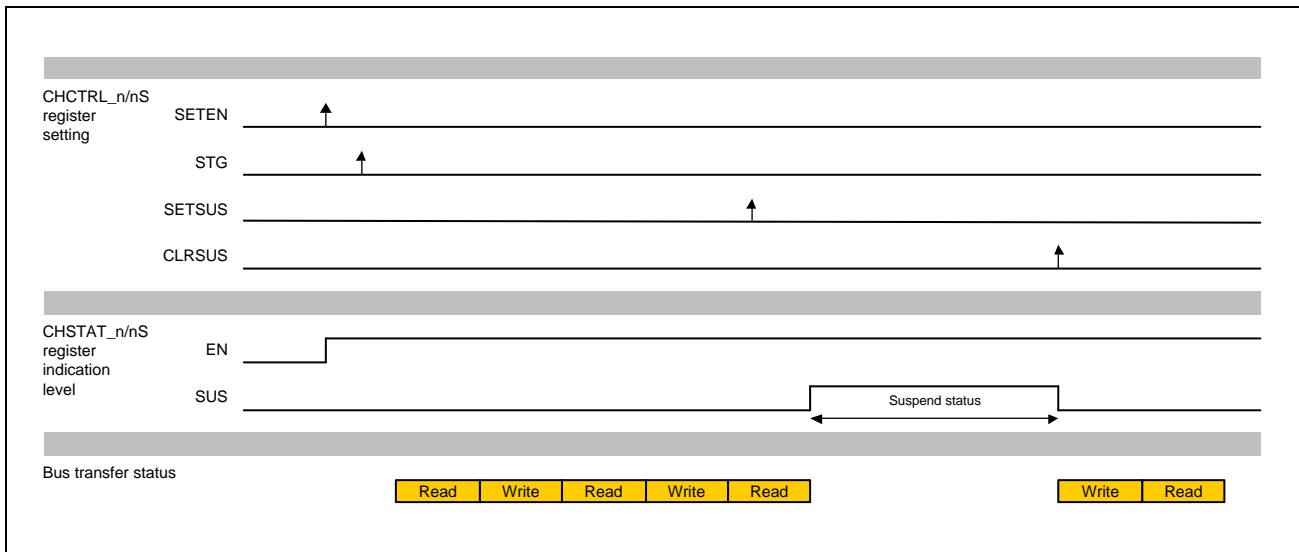 CHCTRL_n/nS
register
setting
SETEN
STG
SETSUS
CLRSUS
CHSTAT_n/nS
register
indication
level
EN
SUS
Suspend status
Bus transfer status
Read Write Read Write Read Write Read